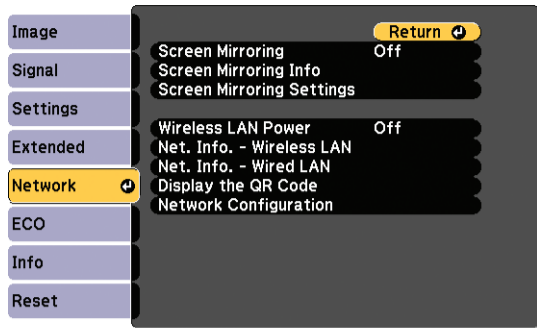 Image
Signal
Settings
Extended
Network
ECO
Info
Reset
Return
Screen Mirroring Off
Screen Mirroring Info
Screen Mirroring Settings
Wireless LAN Power Off
Net. Info. - Wireless LAN
Net. Info. - Wired LAN
Display the QR Code
Network Configuration